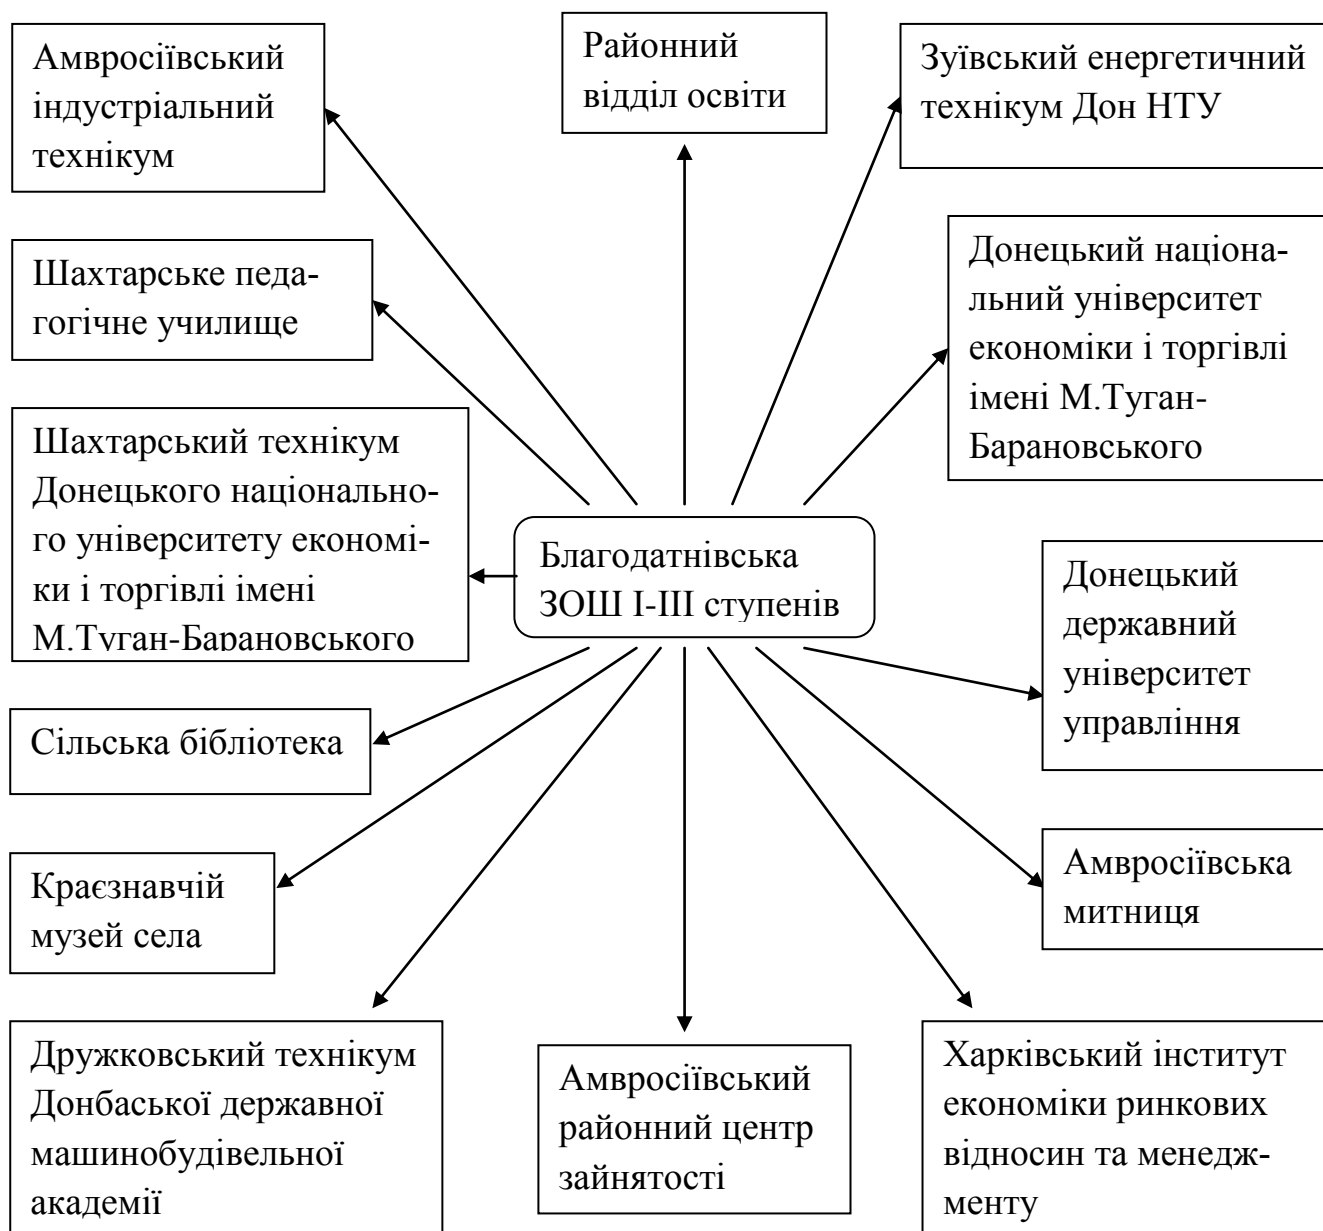 Амвросіївський
індустріальний
технікум
Районний
відділ освіти
Зуївський енергетичний
технікум Дон НТУ
Шахтарське педа-
гогічне училище
Донецький націона-
льний університет
економіки і торгівлі
імені М.Туган-
Барановського
Шахтарський технікум
Донецького національно-
го університету економі-
ки і торгівлі імені
М.Туган-Барановського
Благодатнівська
ЗОШ І-ІІІ ступенів
Донецький
державний
університет
управління
Сільська бібліотека
Краєзнавчій
музей села
Амвросіївська
митниця
Дружковський технікум
Донбаської державної
машинобудівельної
академії
Амвросіївський
районний центр
зайнятості
Харківський інститут
економіки ринкових
відносин та менедж-
менту